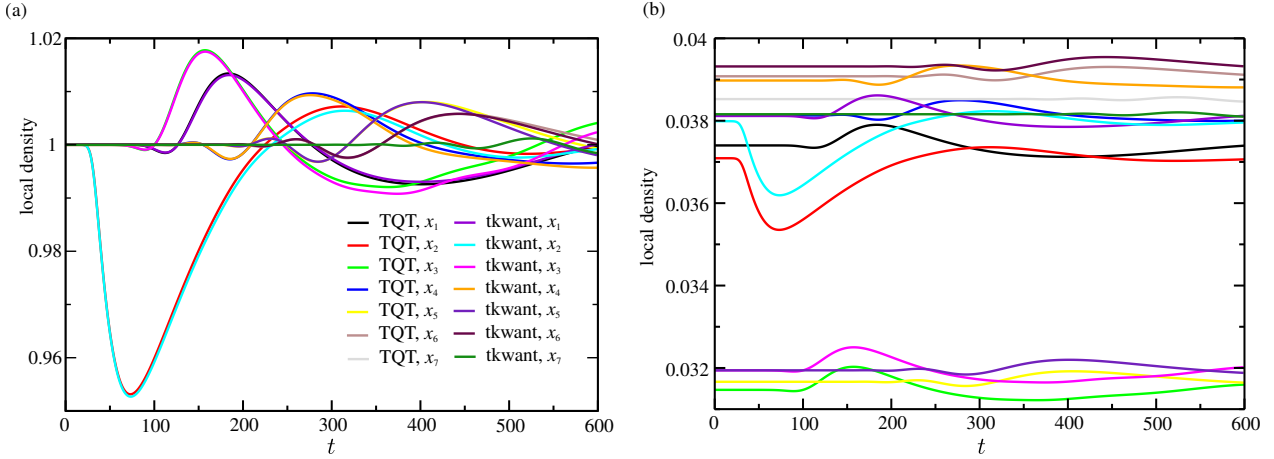 (a)
1.02
1
0.98
0.96
local density
TQT, x₁
TQT, x₂
TQT, x₃
TQT, x₄
TQT, x₅
TQT, x₆
TQT, x₇
tkwant, x₁
tkwant, x₂
tkwant, x₃
tkwant, x₄
tkwant, x₅
tkwant, x₆
tkwant, x₇
0 100 200 300 400 500 600
t
(b)
0.04
0.038
0.036
0.034
0.032
local density
0 100 200 300 400 500 600
t